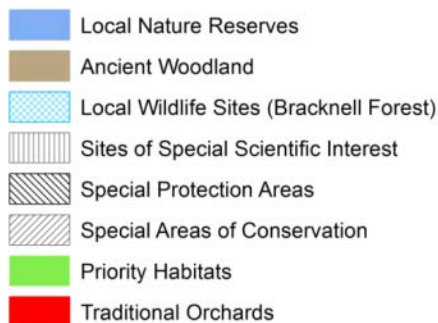 Local Nature Reserves
Ancient Woodland
Local Wildlife Sites (Bracknell Forest)
Sites of Special Scientific Interest
Special Protection Areas
Special Areas of Conservation
Priority Habitats
Traditional Orchards